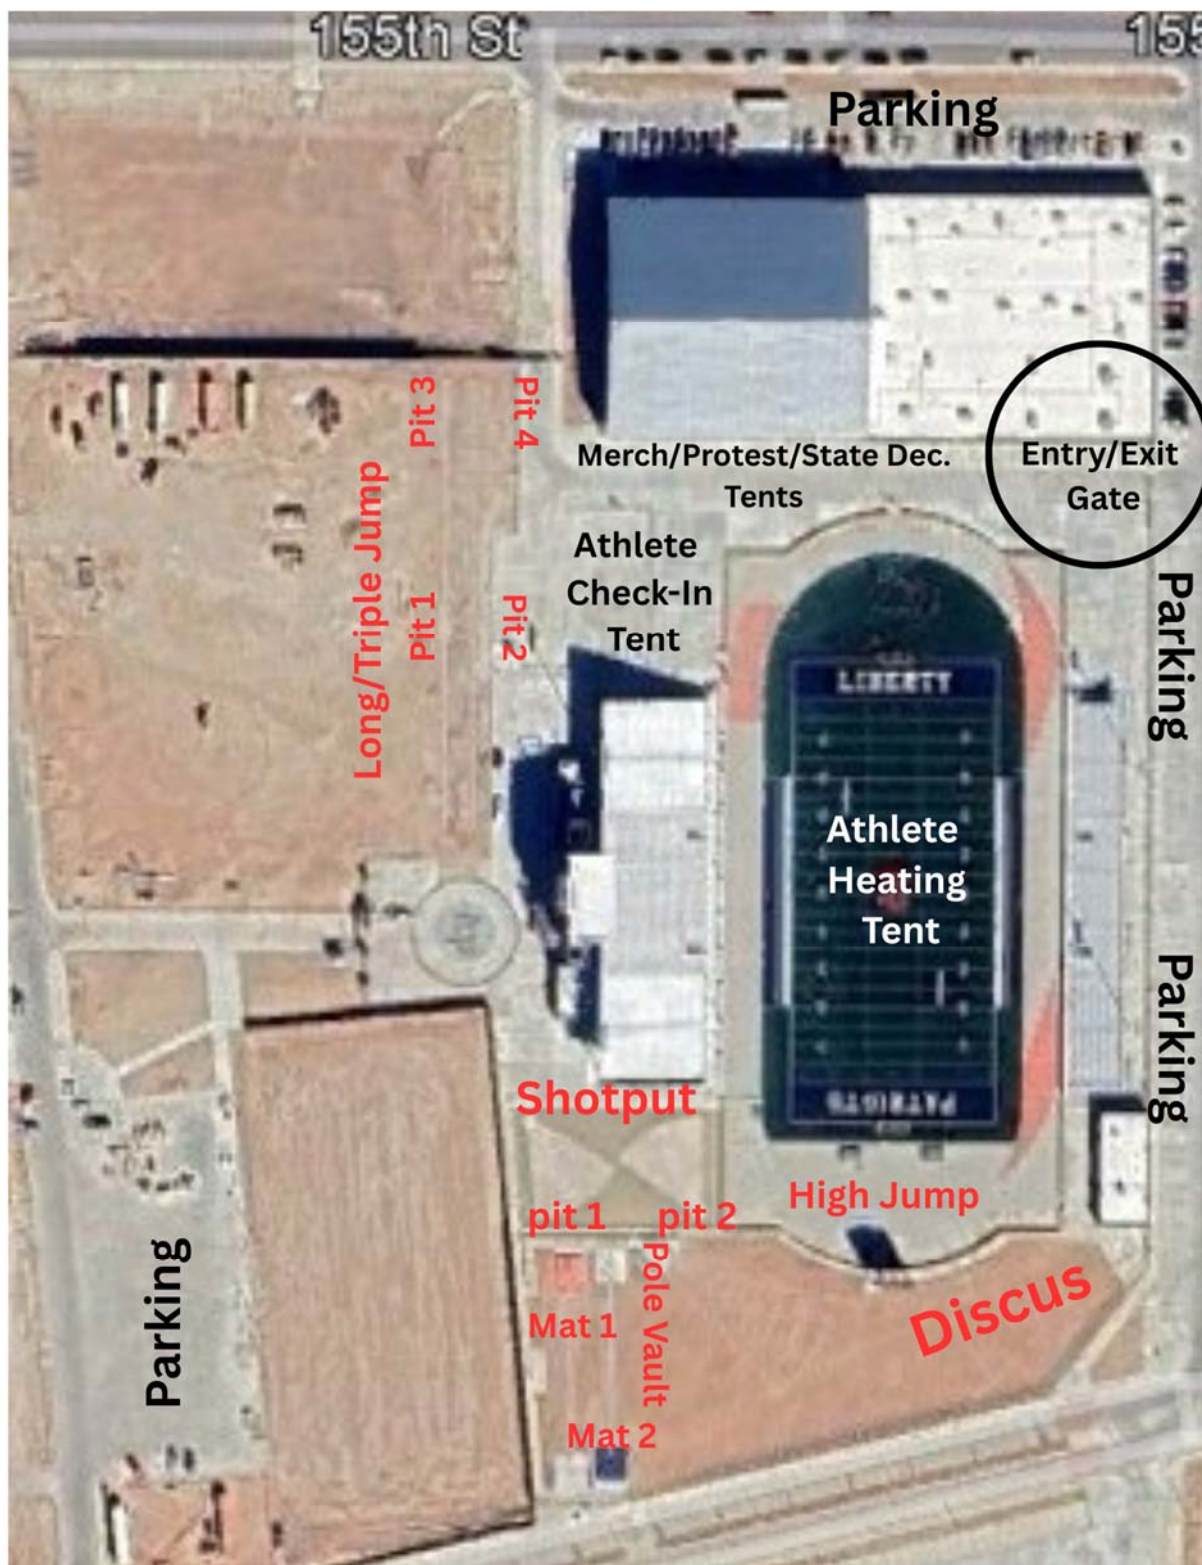 155th St
155
Parking
Pit 3
Pit 4
Merch/Protest/State Dec.
Tents
Entry/Exit
Gate
Long/Triple Jump
Athlete
Check-In
Tent
Pit 1
Pit 2
Parking
LIBERTY
Athlete
Heating
Tent
Parking
Shotput
PATRIOTS
pit 1
pit 2
High Jump
Parking
Mat 1
Pole Vault
Discus
Mat 2